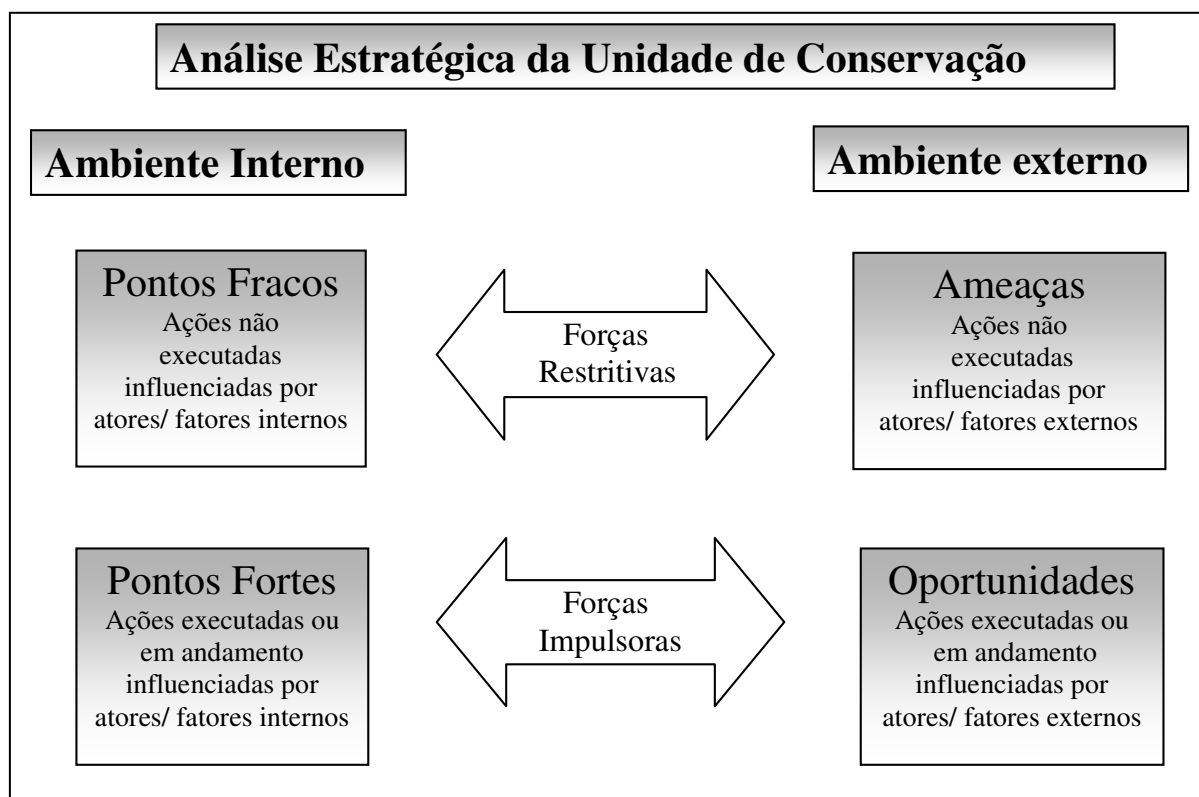 Análise Estratégica da Unidade de Conservação
Ambiente Interno
Ambiente externo
Pontos Fracos
Ações não
executadas
influenciadas por
atores/ fatores internos
Forças
Restritivas
Ameaças
Ações não
executadas
influenciadas por
atores/ fatores externos
Pontos Fortes
Ações executadas ou
em andamento
influenciadas por
atores/ fatores internos
Forças
Impulsoras
Oportunidades
Ações executadas ou
em andamento
influenciadas por
atores/ fatores externos